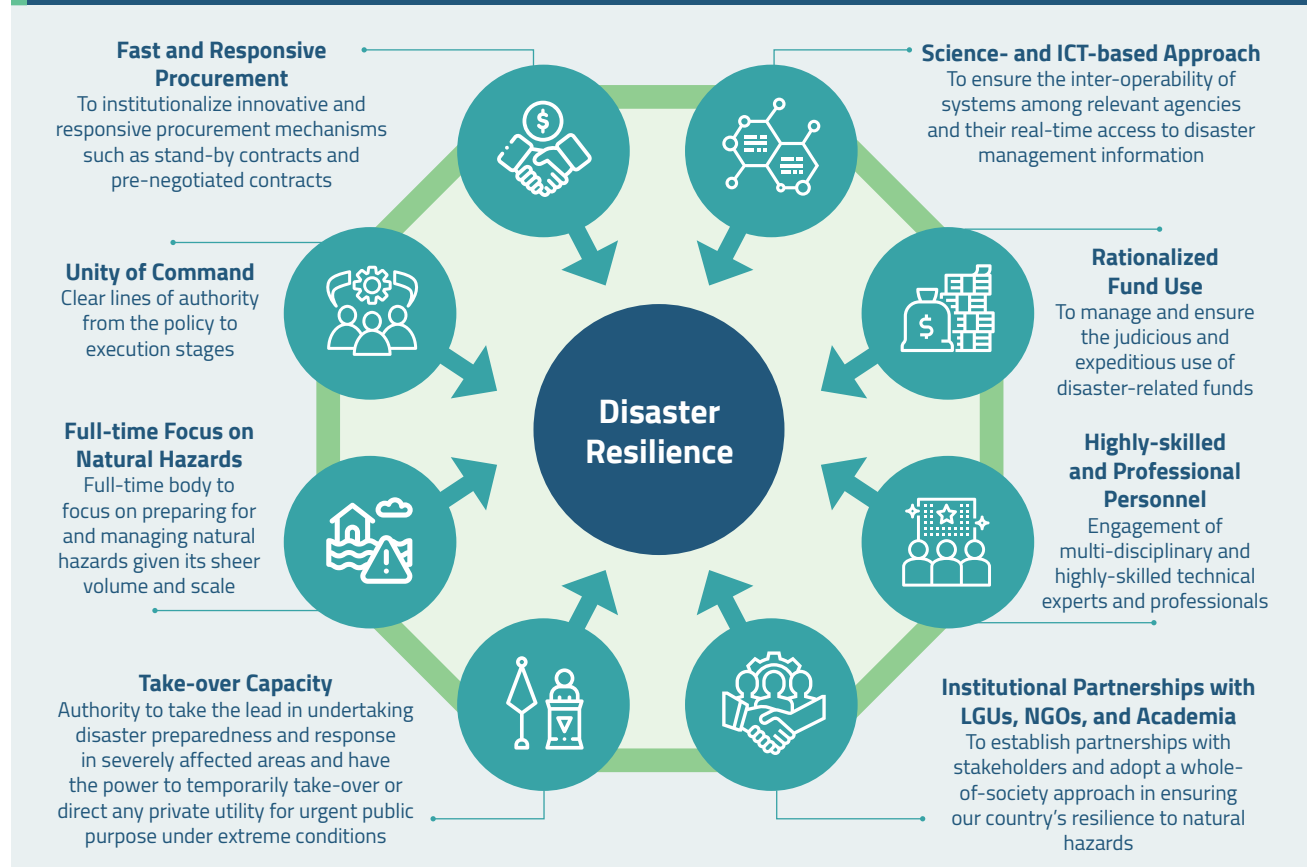 Fast and Responsive
Procurement
To institutionalize innovative and
responsive procurement mechanisms
such as stand-by contracts and
pre-negotiated contracts
Science- and ICT-based Approach
To ensure the inter-operability of
systems among relevant agencies
and their real-time access to disaster
management information
Unity of Command
Clear lines of authority
from the policy to
execution stages
Rationalized
Fund Use
To manage and ensure
the judicious and
expeditious use of
disaster-related funds
Disaster
Resilience
Full-time Focus on
Natural Hazards
Full-time body to
focus on preparing for
and managing natural
hazards given its sheer
volume and scale
Highly-skilled
and Professional
Personnel
Engagement of
multi-disciplinary and
highly-skilled technical
experts and professionals
Take-over Capacity
Authority to take the lead in undertaking
disaster preparedness and response
in severely affected areas and have
the power to temporarily take-over or
direct any private utility for urgent public
purpose under extreme conditions
Institutional Partnerships with
LGUs, NGOs, and Academia
To establish partnerships with
stakeholders and adopt a whole-
of-society approach in ensuring
our country's resilience to natural
hazards
$
$